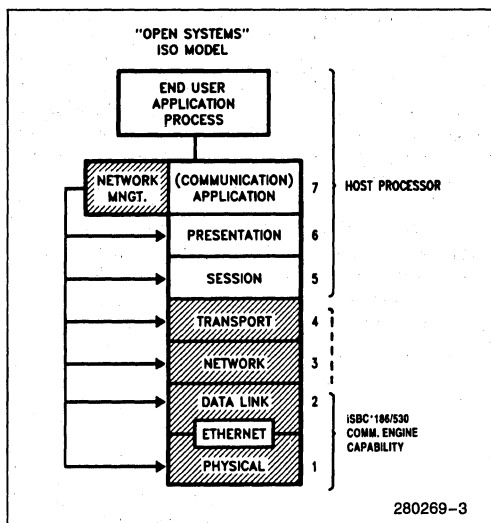 "OPEN SYSTEMS"
ISO MODEL
END USER
APPLICATION
PROCESS
NETWORK
MNGT.
(COMMUNICATION)
APPLICATION
7
HOST PROCESSOR
PRESENTATION
6
SESSION
5
TRANSPORT
4
NETWORK
3
DATA LINK
2
ETHERNET
iSBC*186/530
COMM. ENGINE
CAPABILITY
PHYSICAL
1
280269-3